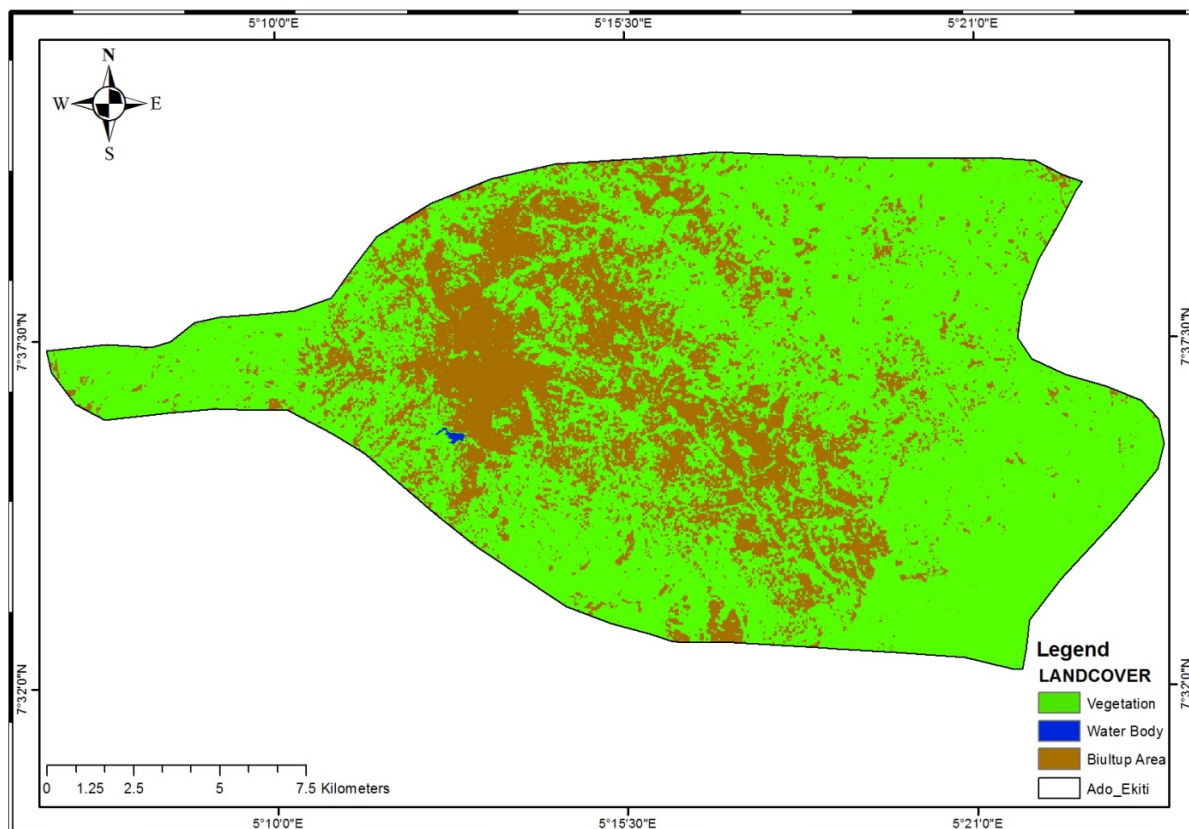 5°10'0"E 5°15'30"E 5°21'0"E
N
W E
S
7°37'30"N 7°37'30"N
Legend
LANDCOVER
Vegetation
7°32'0"N 7°32'0"N
Water Body
Biultup Area
0 1.25 2.5 5 7.5 Kilometers
Ado_Ekiti
5°10'0"E 5°15'30"E 5°21'0"E